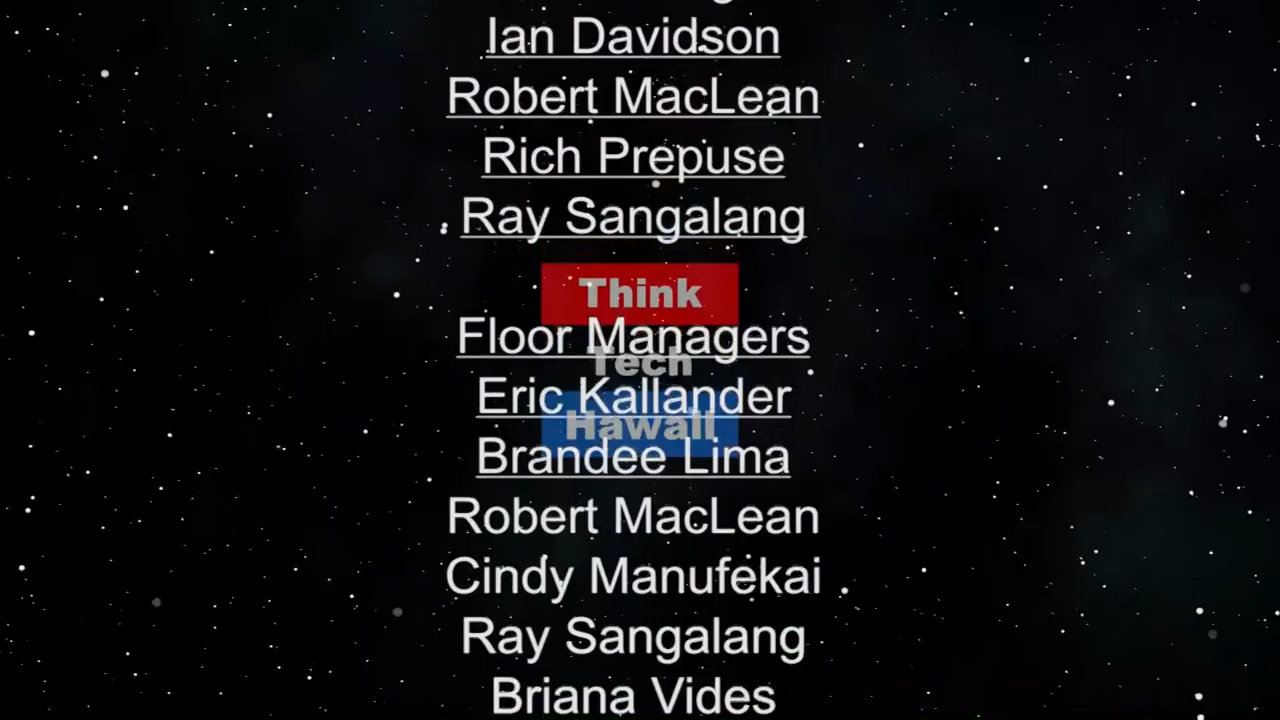 Ian Davidson
Robert MacLean
Rich Prepuse
Ray Sangalang
Think
Floor Managers
Tech
Eric Kallander
Hawaii
Brandee Lima
Robert MacLean
Cindy Manufekai
Ray Sangalang
Briana Vides